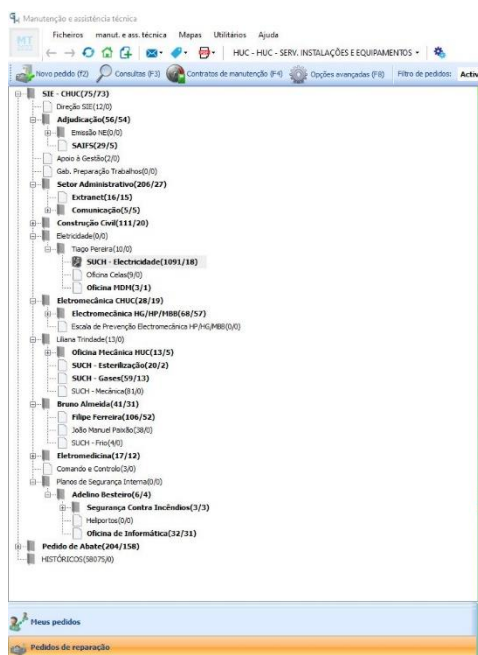 Manutenção e assistência técnica
MT
Ficheiros manut. e ass. técnica Mapas Utilitários Ajuda
HUC - HUC - SERV. INSTALAÇÕES E EQUIPAMENTOS
Novo pedido (F2) Consultas (F3) Contratos de manutenção (F4) Opções avançadas (F8) Filtro de pedidos: Activ
SIE - CHUC(75/73)
Direção SIE(12/0)
Adjudicação(56/54)
Emissão NE(0/0)
SAIFS(29/5)
Apoio à Gestão(2/0)
Gab. Preparação Trabalhos(0/0)
Setor Administrativo(206/27)
Extranet(16/15)
Comunicação(5/5)
Construção Civil(111/20)
Eletricidade(0/0)
Tiago Pereira(10/0)
SUCH - Electricidade(1091/18)
Oficina Celas(9/0)
Oficina MDM(3/1)
Eletromecânica CHUC(28/19)
Electromecânica HG/HP/MBB(68/57)
Escala de Prevenção Electromecânica HP/HG/MBB(0/0)
Liliana Trindade(13/0)
Oficina Mecânica HUC(13/5)
SUCH - Esterilização(20/2)
SUCH - Gases(59/13)
SUCH - Mecânica(81/0)
Bruno Almeida(41/31)
Filipe Ferreira(106/52)
João Manuel Paixão(38/0)
SUCH - Frio(4/0)
Eletromedicina(17/12)
Comando e Controlo(3/0)
Planos de Segurança Interna(0/0)
Adelino Besteiro(6/4)
Segurança Contra Incêndios(3/3)
Heliportos(0/0)
Oficina de Informática(32/31)
Pedido de Abate(204/158)
HISTÓRICOS(58075/0)
Meus pedidos
Pedidos de reparação